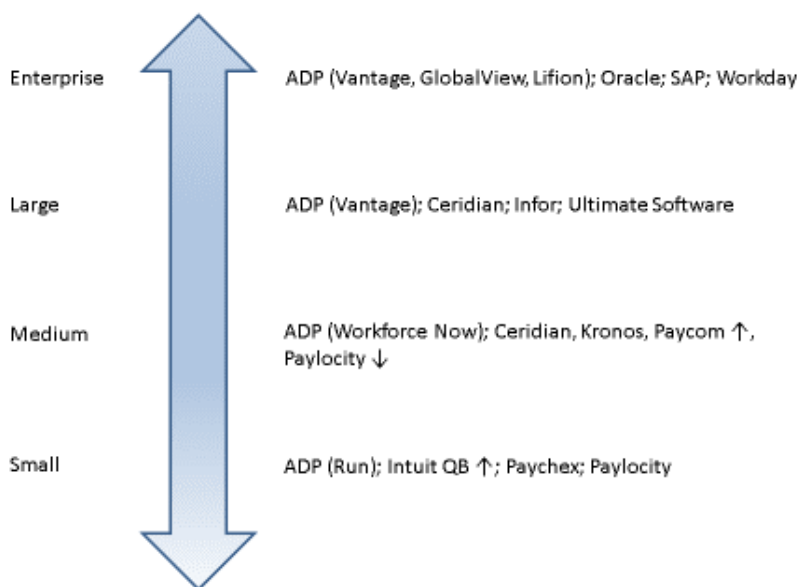 Enterprise
ADP (Vantage, GlobalView, Lifion); Oracle; SAP; Workday
Large
ADP (Vantage); Ceridian; Infor; Ultimate Software
Medium
ADP (Workforce Now); Ceridian, Kronos, Paycom ↑,
Paylocity ↓
Small
ADP (Run); Intuit QB ↑; Paychex; Paylocity